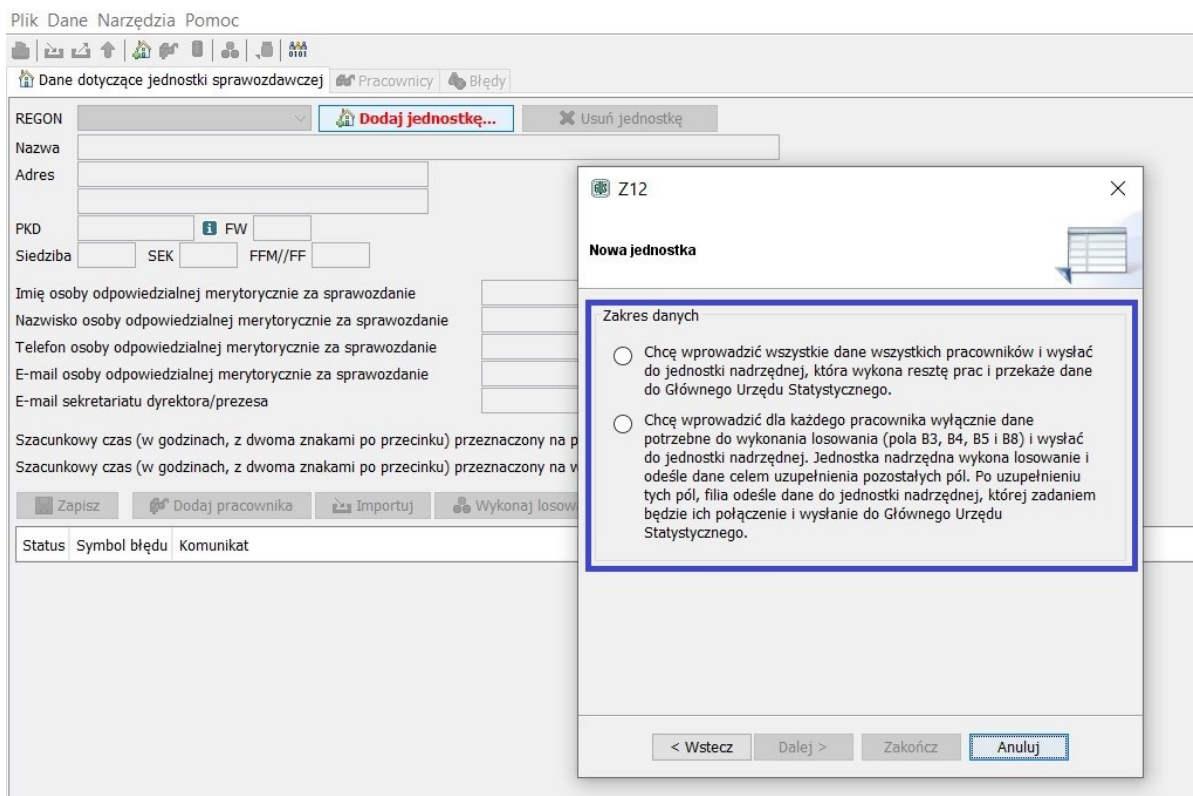 Plik Dane Narzędzia Pomoc
Dane dotyczące jednostki sprawozdawczej Pracownicy Błędy
REGON Dodaj jednostkę... Usuń jednostkę
Nazwa
Adres
PKD FW
Siedziba SEK FFM//FF
Imię osoby odpowiedzialnej merytorycznie za sprawozdanie
Nazwisko osoby odpowiedzialnej merytorycznie za sprawozdanie
Telefon osoby odpowiedzialnej merytorycznie za sprawozdanie
E-mail osoby odpowiedzialnej merytorycznie za sprawozdanie
E-mail sekretariatu dyrektora/prezesa
Szacunkowy czas (w godzinach, z dwoma znakami po przecinku) przeznaczony na p
Szacunkowy czas (w godzinach, z dwoma znakami po przecinku) przeznaczony na w
Zapisz Dodaj pracownika Importuj Wykonaj losow
Status Symbol błędu Komunikat
Z12
Nowa jednostka
Zakres danych
Chcę wprowadzić wszystkie dane wszystkich pracowników i wysłać
do jednostki nadrzędnej, która wykona resztę prac i przekaże dane
do Głównego Urzędu Statystycznego.
Chcę wprowadzić dla każdego pracownika wyłącznie dane
potrzebne do wykonania losowania (pola B3, B4, B5 i B8) i wysłać
do jednostki nadrzędnej. Jednostka nadrzędna wykona losowanie i
odeśle dane celem uzupełnienia pozostałych pól. Po uzupełnieniu
tych pól, filia odeśle dane do jednostki nadrzędnej, której zadaniem
będzie ich połączenie i wysłanie do Głównego Urzędu
Statystycznego.
< Wstecz Dalej > Zakończ Anuluj